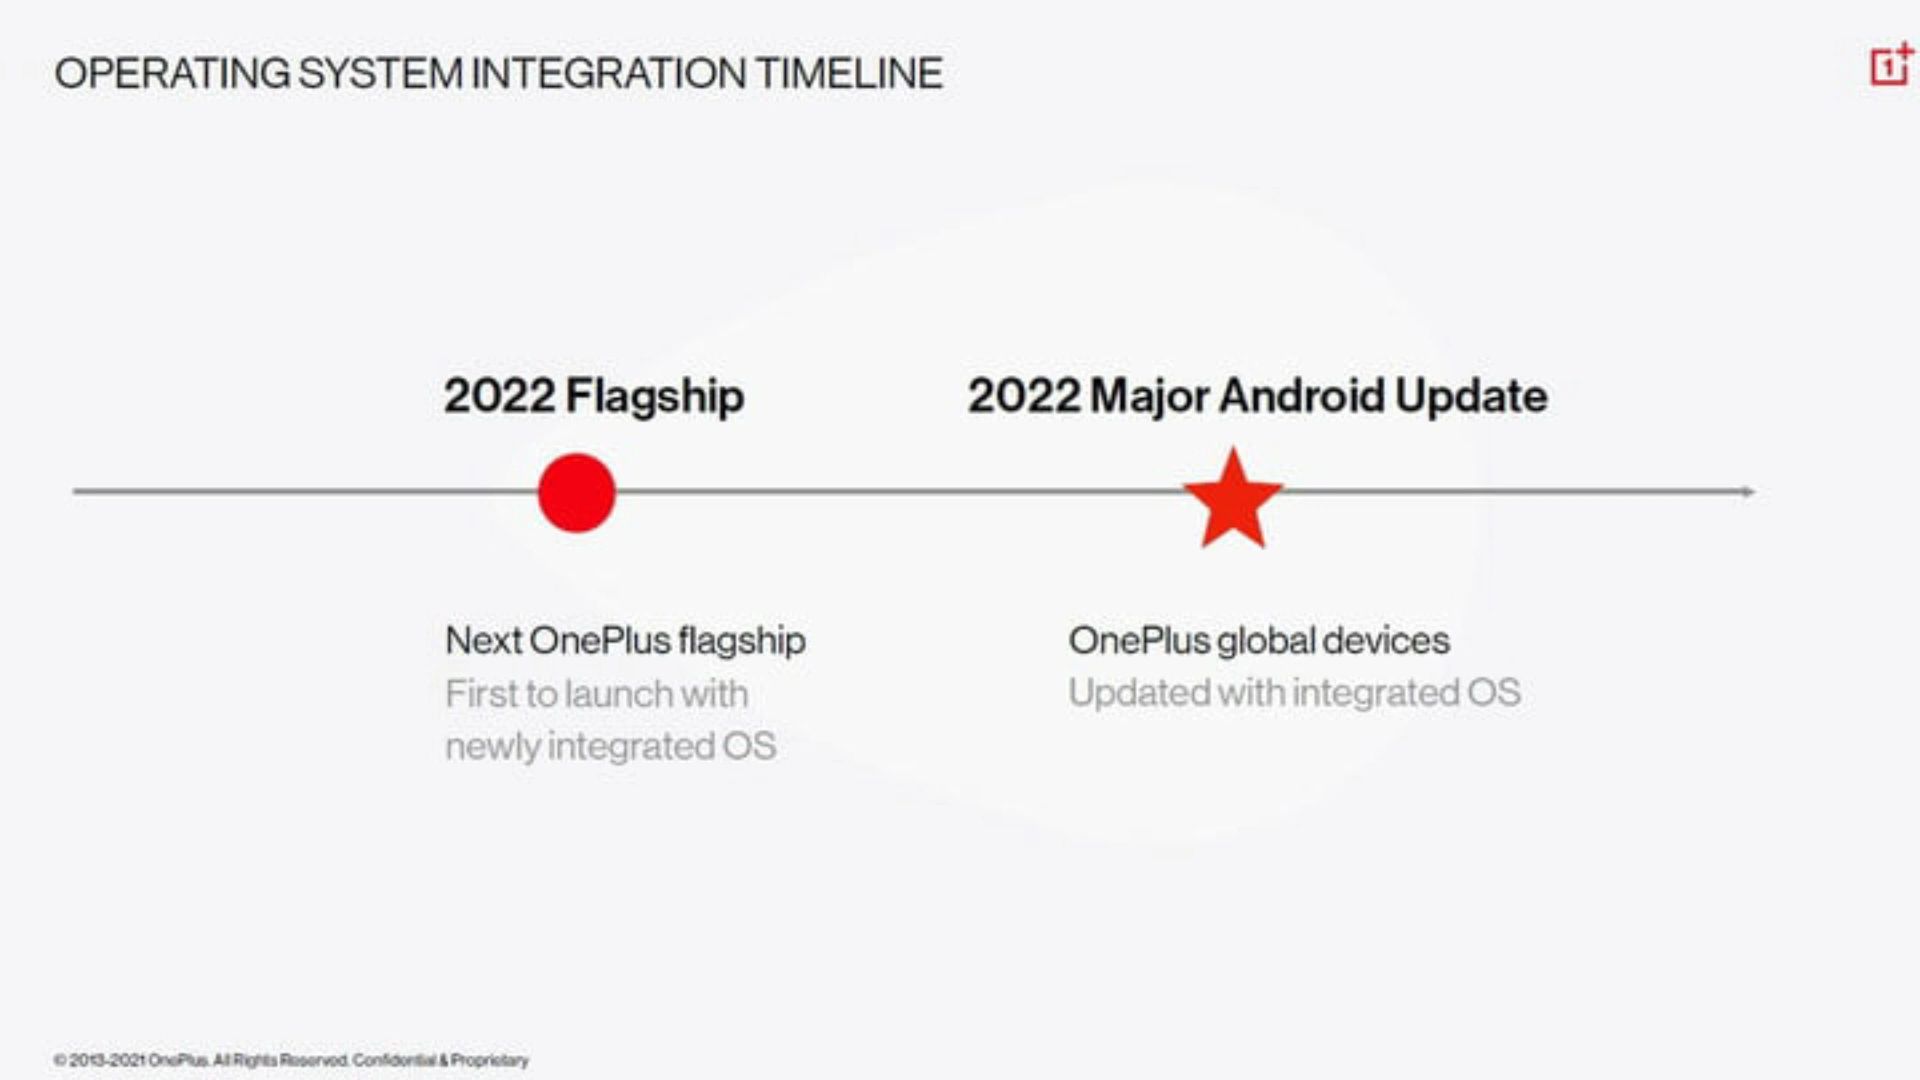 OPERATING SYSTEM INTEGRATION TIMELINE
1+
2022 Flagship
2022 Major Android Update
Next OnePlus flagship
First to launch with
newly integrated OS
OnePlus global devices
Updated with integrated OS
© 2013-2021 OnePlus. All Rights Reserved. Confidential & Proprietary